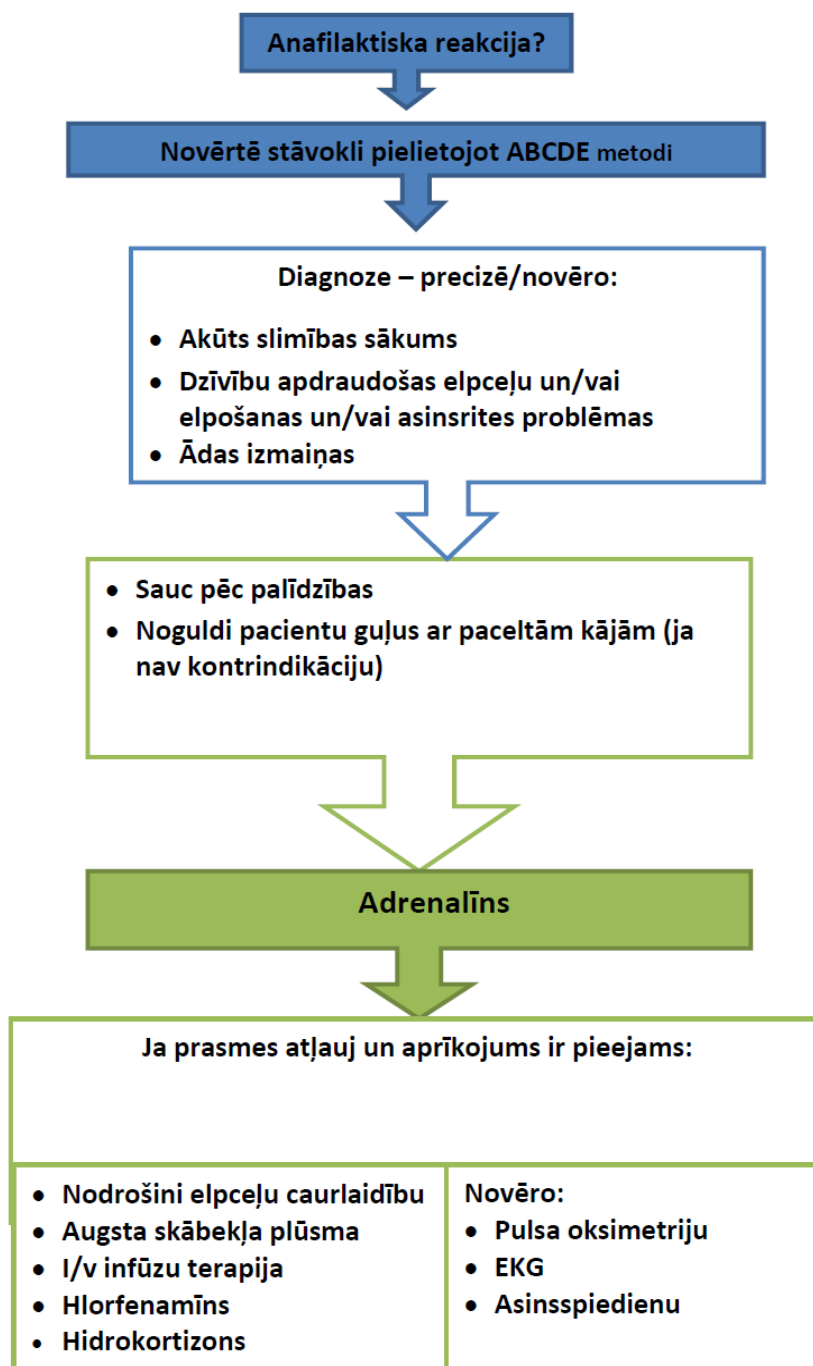 Anafilaktiska reakcija?
Novērtē stāvokli pielietojot ABCDE metodi
Diagnoze – precizē/novēro:
• Akūts slimības sākums
• Dzīvību apdraudošas elpceļu un/vai
elpošanas un/vai asinsrites problēmas
• Ādas izmaiņas
• Sauc pēc palīdzības
• Noguldi pacientu guļus ar paceltām kājām (ja
nav kontrindikāciju)
Adrenalīns
Ja prasmes atļauj un aprīkojums ir pieejams:
• Nodrošini elpceļu caurlaidību
• Augsta skābekļa plūsma
• I/v infūzu terapija
• Hlorfenamīns
• Hidrokortizons
Novēro:
• Pulsa oksimetriju
• EKG
• Asinsspiedienu